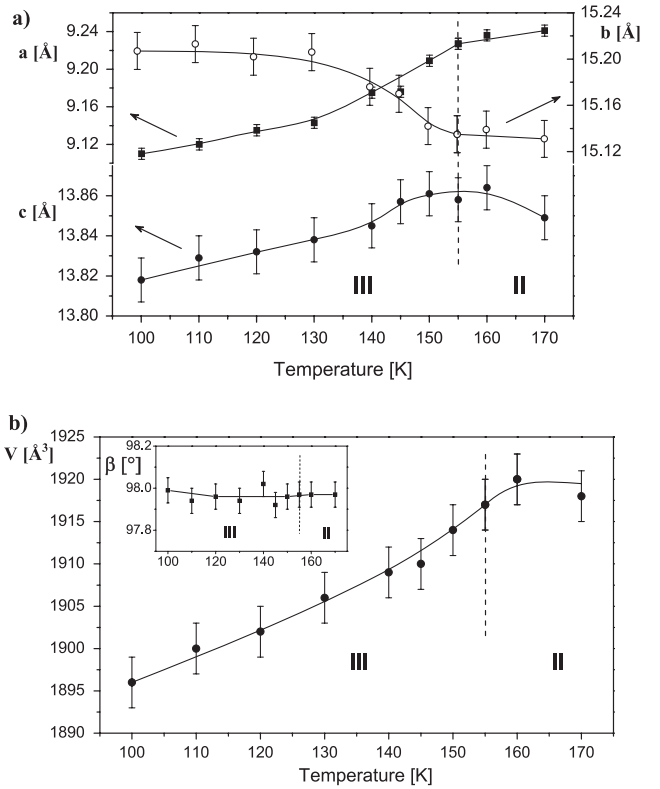 a)
9.24 15.24
a [Å] b [Å]
9.20 15.20
9.16 15.16
9.12 15.12
13.86
c [Å]
13.84
13.82
III II
13.80
100 110 120 130 140 150 160 170
Temperature [K]
b)
V [Å³]
1925
1920
1915
1910
1905
1900
1895
1890
98.2
β [°]
98.0
97.8
III II
100 120 140 160
III II
100 110 120 130 140 150 160 170
Temperature [K]